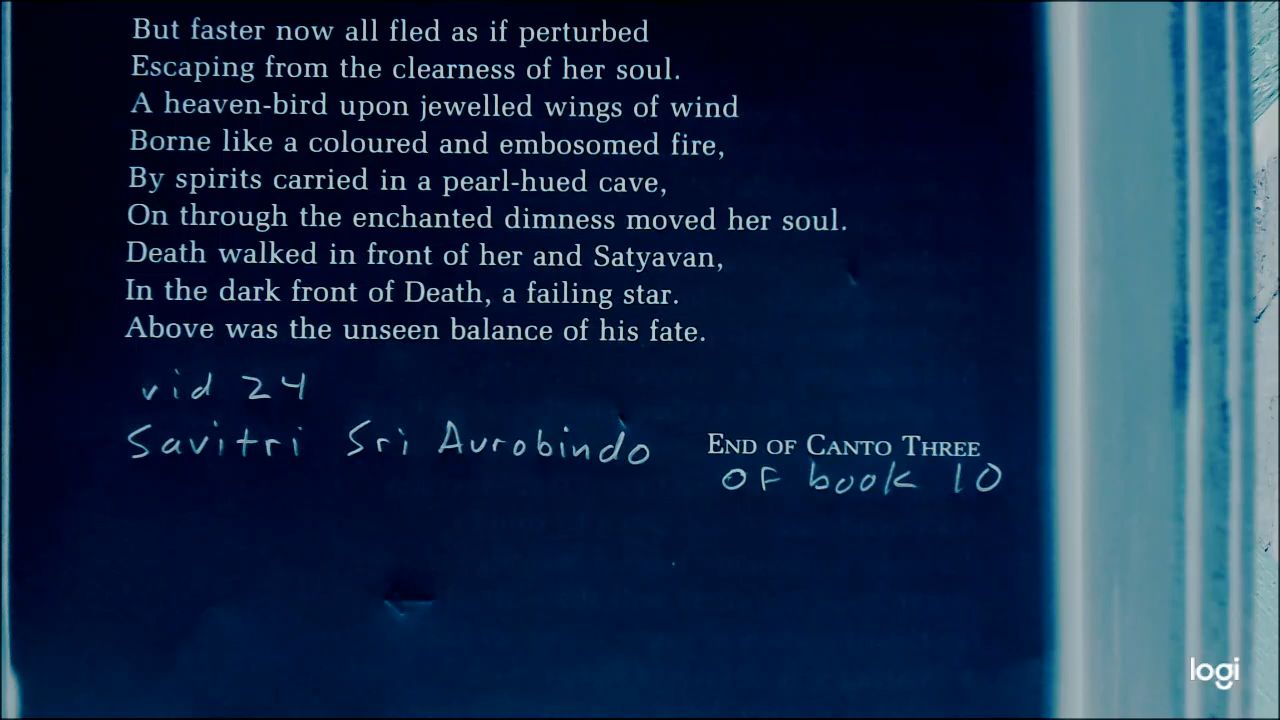 But faster now all fled as if perturbed
Escaping from the clearness of her soul.
A heaven-bird upon jewelled wings of wind
Borne like a coloured and embosomed fire,
By spirits carried in a pearl-hued cave,
On through the enchanted dimness moved her soul.
Death walked in front of her and Satyavan,
In the dark front of Death, a failing star.
Above was the unseen balance of his fate.
vid 24
Savitri Sri Aurobindo
END OF CANTO THREE
OF book 10
logi